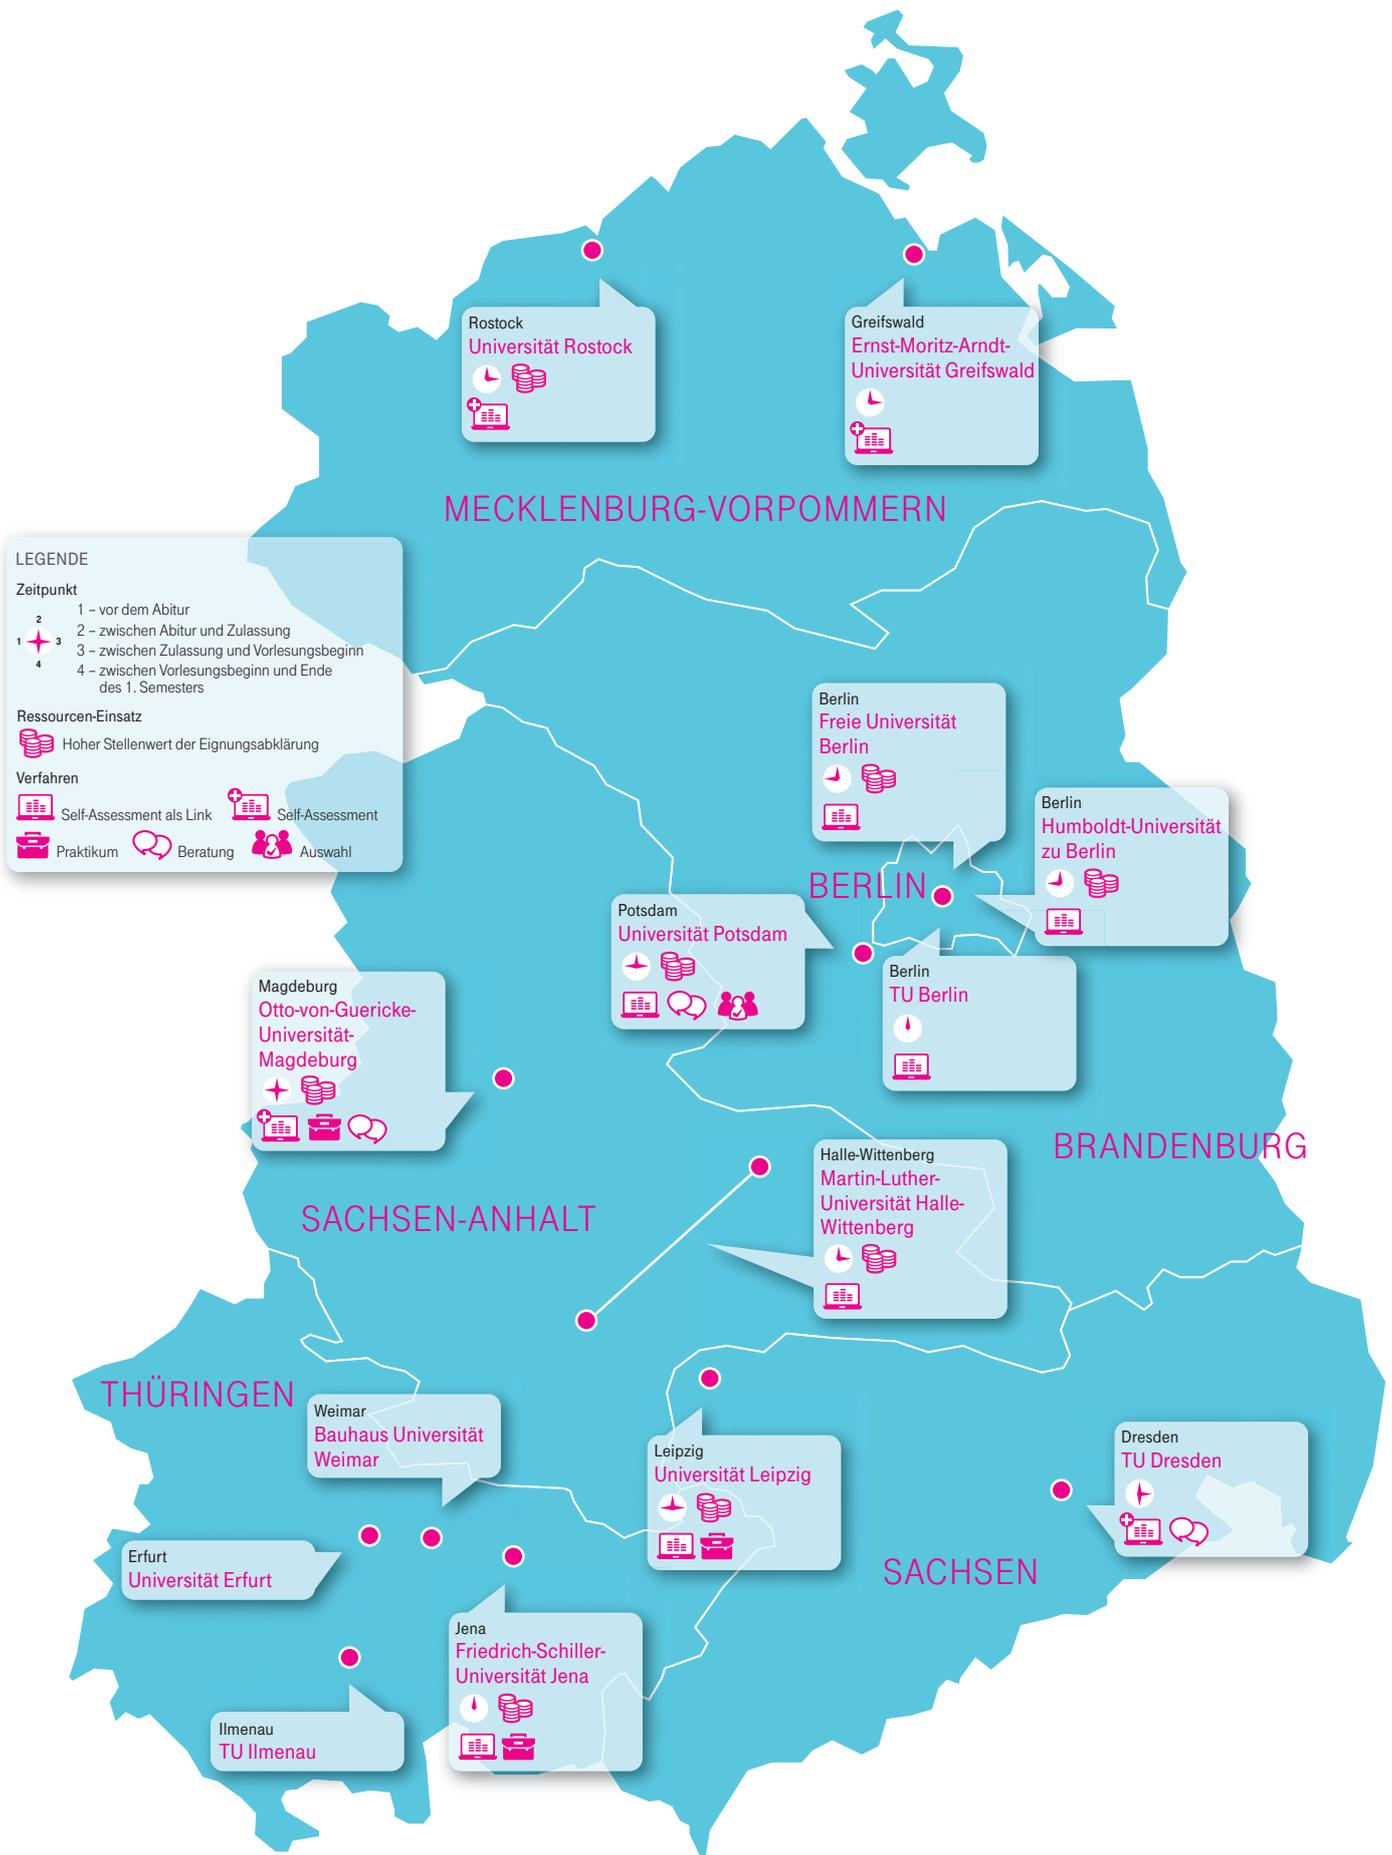 Rostock
Universität Rostock
Greifswald
Ernst-Moritz-Arndt-
Universität Greifswald
MECKLENBURG-VORPOMMERN
LEGENDE
Zeitpunkt
1 – vor dem Abitur
2 – zwischen Abitur und Zulassung
3 – zwischen Zulassung und Vorlesungsbeginn
4 – zwischen Vorlesungsbeginn und Ende
des 1. Semesters
2
1
3
4
Ressourcen-Einsatz
Hoher Stellenwert der Eignungsabklärung
Verfahren
Self-Assessment als Link
Self-Assessment
Praktikum
Beratung
Auswahl
Berlin
Freie Universität
Berlin
Berlin
Humboldt-Universität
zu Berlin
BERLIN
Potsdam
Universität Potsdam
Berlin
TU Berlin
Magdeburg
Otto-von-Guericke-
Universität-
Magdeburg
BRANDENBURG
Halle-Wittenberg
Martin-Luther-
Universität Halle-
Wittenberg
SACHSEN-ANHALT
THÜRINGEN
Weimar
Bauhaus Universität
Weimar
Leipzig
Universität Leipzig
Dresden
TU Dresden
Erfurt
Universität Erfurt
SACHSEN
Jena
Friedrich-Schiller-
Universität Jena
Ilmenau
TU Ilmenau